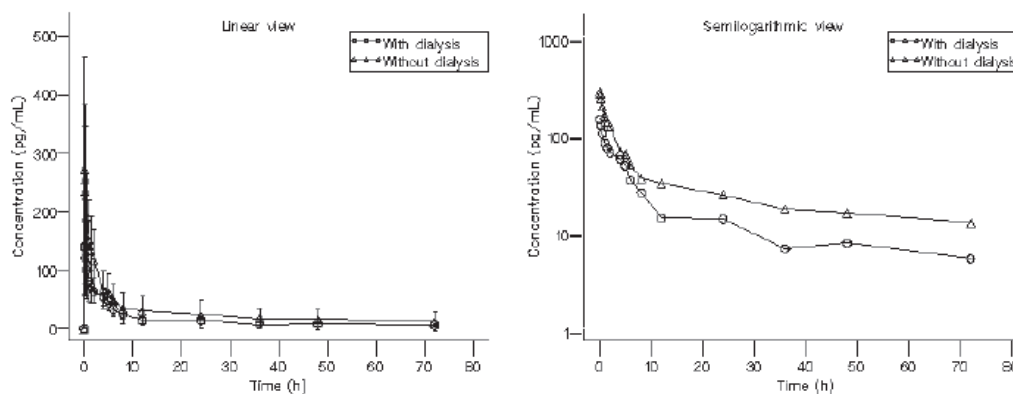 Linear view
With dialysis
Without dialysis
Concentration (pg/mL)
500
400
300
200
100
0
0 10 20 30 40 50 60 70 80
Time (h)
Semilogarithmic view
With dialysis
Without dialysis
Concentration (pg/mL)
1000
100
10
1
0 10 20 30 40 50 60 70 80
Time (h)